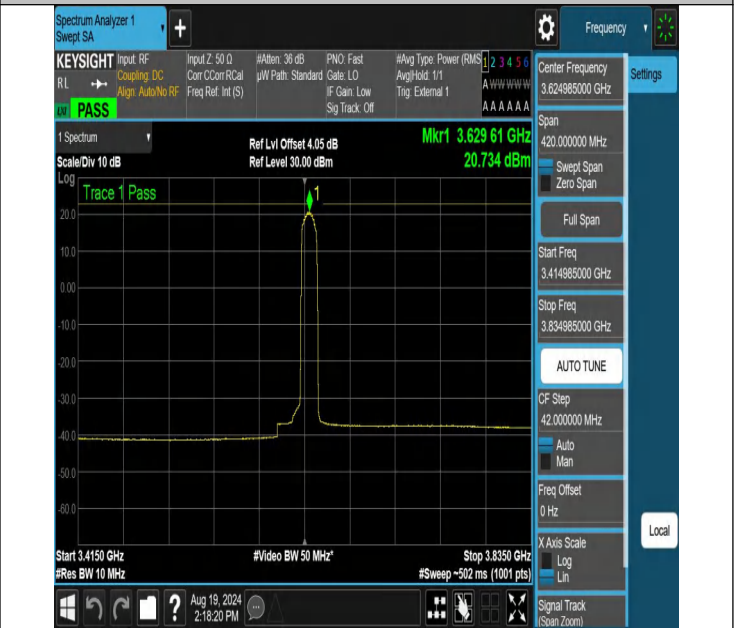 Spectrum Analyzer 1
Swept SA
+
Frequency
KEYSIGHT
RL
PASS
Input: RF
Coupling: DC
Align: Auto/No RF
Input Z: 50 Ω
Corr CCorr RCal
Freq Ref: Int (S)
#Atten: 36 dB
µW Path: Standard
PNO: Fast
Gate: LO
IF Gain: Low
Sig Track: Off
#Avg Type: Power (RMS
Avg|Hold: 1/1
Trig: External 1
1 2 3 4 5 6
A W W W W W
A A A A A A
1 Spectrum
Scale/Div 10 dB
Ref Lvl Offset 4.05 dB
Ref Level 30.00 dBm
Mkr1 3.629 61 GHz
20.734 dBm
Log
Trace 1 Pass
1
20.0
10.0
0.00
-10.0
-20.0
-30.0
-40.0
-50.0
-60.0
Start 3.4150 GHz
#Res BW 10 MHz
#Video BW 50 MHz*
Stop 3.8350 GHz
#Sweep ~502 ms (1001 pts)
Center Frequency
3.624985000 GHz
Span
420.000000 MHz
Swept Span
Zero Span
Full Span
Start Freq
3.414985000 GHz
Stop Freq
3.834985000 GHz
AUTO TUNE
CF Step
42.000000 MHz
Auto
Man
Freq Offset
0 Hz
X Axis Scale
Log
Lin
Signal Track
(Span Zoom)
Settings
Local
?
Aug 19, 2024
2:18:20 PM